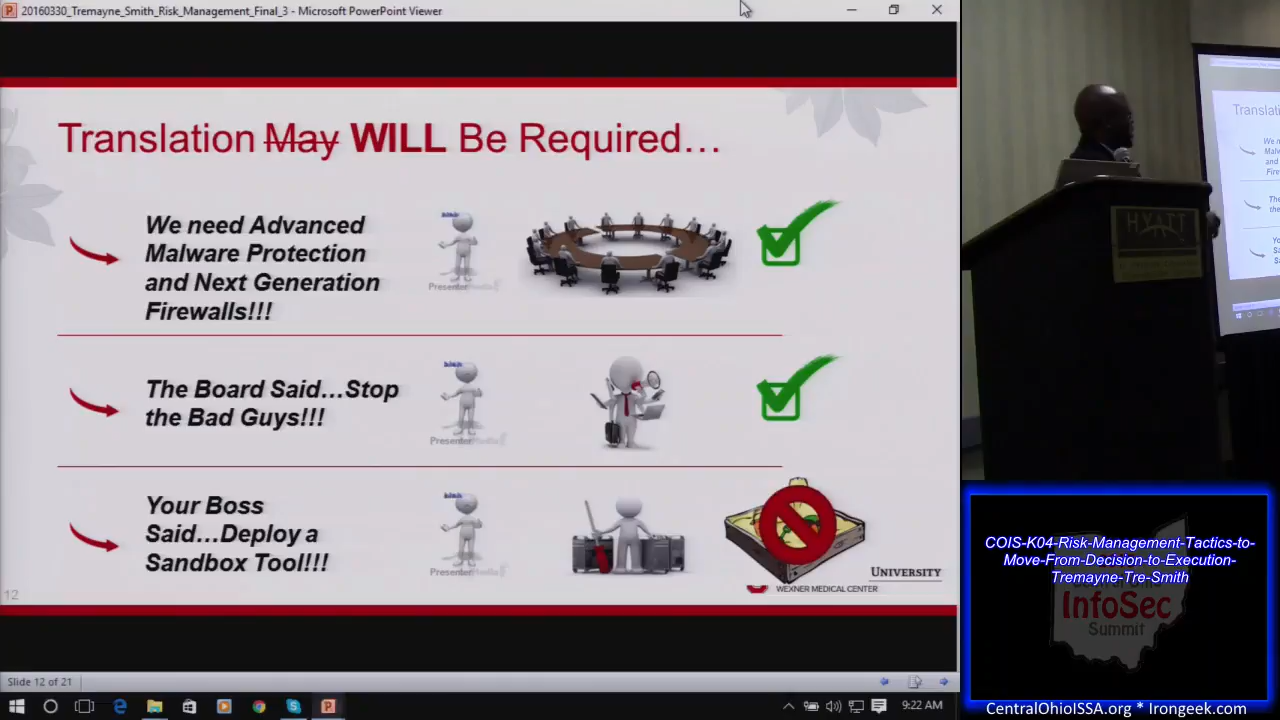 20160330_Tremayne_Smith_Risk_Management_Final_3 - Microsoft PowerPoint Viewer
Translation May WILL Be Required…
We need Advanced
Malware Protection
and Next Generation
Firewalls!!!
The Board Said…Stop
the Bad Guys!!!
Your Boss
Said…Deploy a
Sandbox Tool!!!
UNIVERSITY
WEXNER MEDICAL CENTER
12
Slide 12 of 21
9:22 AM
HYATT
COIS-K04-Risk-Management-Tactics-to-
Move-From-Decision-to-Execution-
Tremayne-Tre-Smith
InfoSec
Summit
CentralOhioISSA.org * Irongeek.com